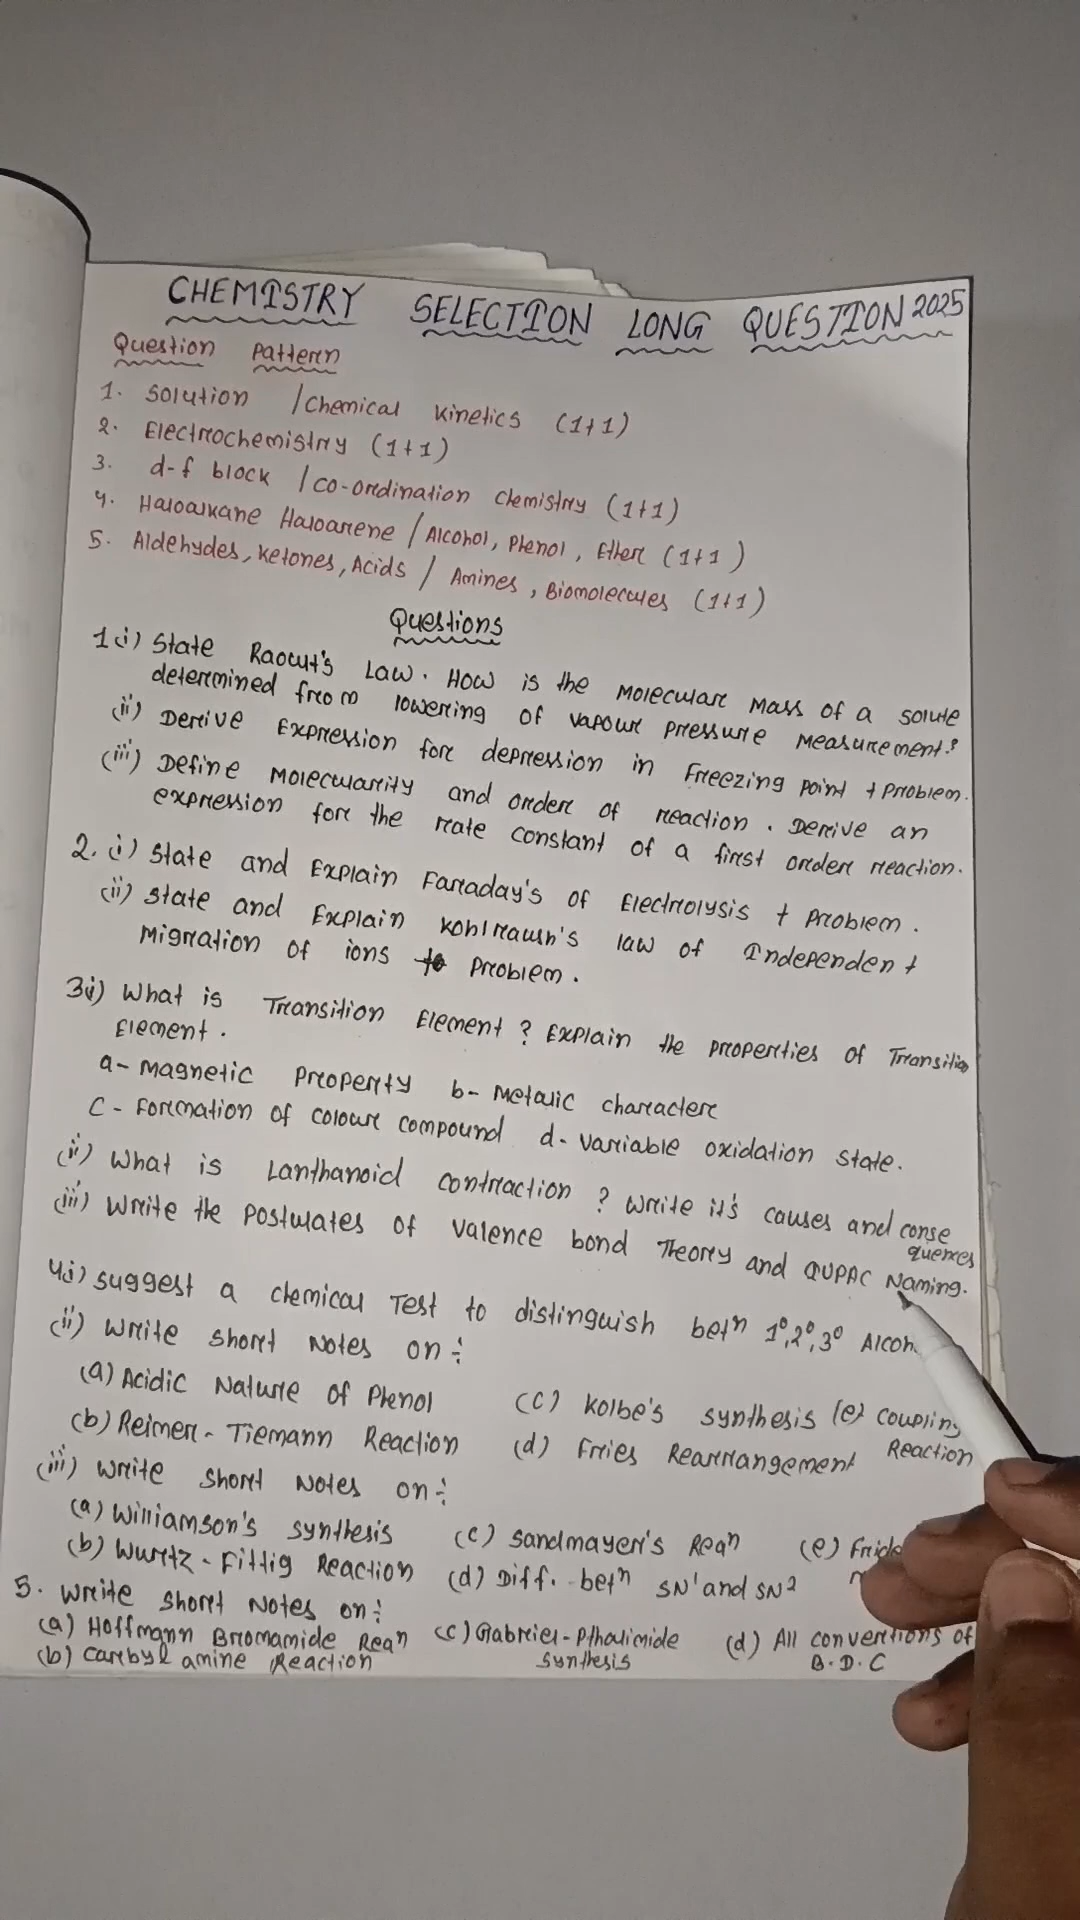 CHEMISTRY SELECTION LONG QUESTION 2025
Question Pattern
1. Solution / Chemical Kinetics (1+1)
2. Electrochemistry (1+1)
3. d-f block / co-ordination chemistry (1+1)
4. Haloalkane Haloarene / Alcohol, Phenol, Ether (1+1)
5. Aldehydes, Ketones, Acids / Amines, Biomolecules (1+1)
Questions
1 i) State Raoult's Law. How is the Molecular Mass of a solute
determined from lowering of vapour pressure Measurement?
(ii) Derive Expression for depression in Freezing point + Problem.
(iii) Define Molecularity and order of reaction. Derive an
expression for the rate constant of a first order reaction.
2. i) State and Explain Faraday's of Electrolysis + Problem.
(ii) State and Explain Kohlraush's law of Independent
Migration of ions + Problem.
3 i) What is Transition Element? Explain the properties of Transition
Element.
a- Magnetic Property b- Metalic character
C- Formation of colour compound d- variable oxidation state.
(ii) What is Lanthanoid contraction? Write it's causes and conse
quences
(iii) Write the Postulates of valence bond Theory and IUPAC Naming.
4 i) Suggest a chemical Test to distinguish betn 1°, 2°, 3°
(ii) Write Short Notes on:
(a) Acidic Nature of Phenol (c) Kolbe's synthesis (e) Coupling
Reaction
(b) Reimer-Tiemann Reaction (d) Fries Rearrangement
(iii) Write Short Notes on:
(a) Williamson's synthesis (c) Sandmayer's Rean (e)
(b) Wurtz-Fittig Reaction (d) Diff. betn SN1 and SN2
5. Write Short Notes on:
(a) Hoffmann Bromamide Rean (c) Gabriel-Pthalimide (d) All convertions of
Synthesis B.D.C
(b) Carbyl amine Reaction